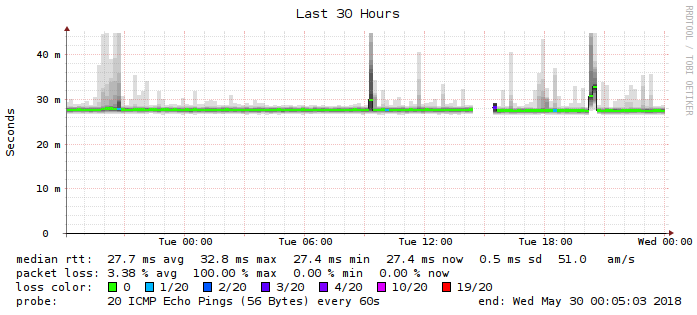 Last 30 Hours
RRDTOOL / TOBI OETIKER
Seconds
40 m
30 m
20 m
10 m
0
Tue 00:00 Tue 06:00 Tue 12:00 Tue 18:00 Wed 00:00
median rtt: 27.7 ms avg 32.8 ms max 27.4 ms min 27.4 ms now 0.5 ms sd 51.0 am/s
packet loss: 3.38 % avg 100.00 % max 0.00 % min 0.00 % now
loss color: 0 1/20 2/20 3/20 4/20 10/20 19/20
probe: 20 ICMP Echo Pings (56 Bytes) every 60s end: Wed May 30 00:05:03 2018